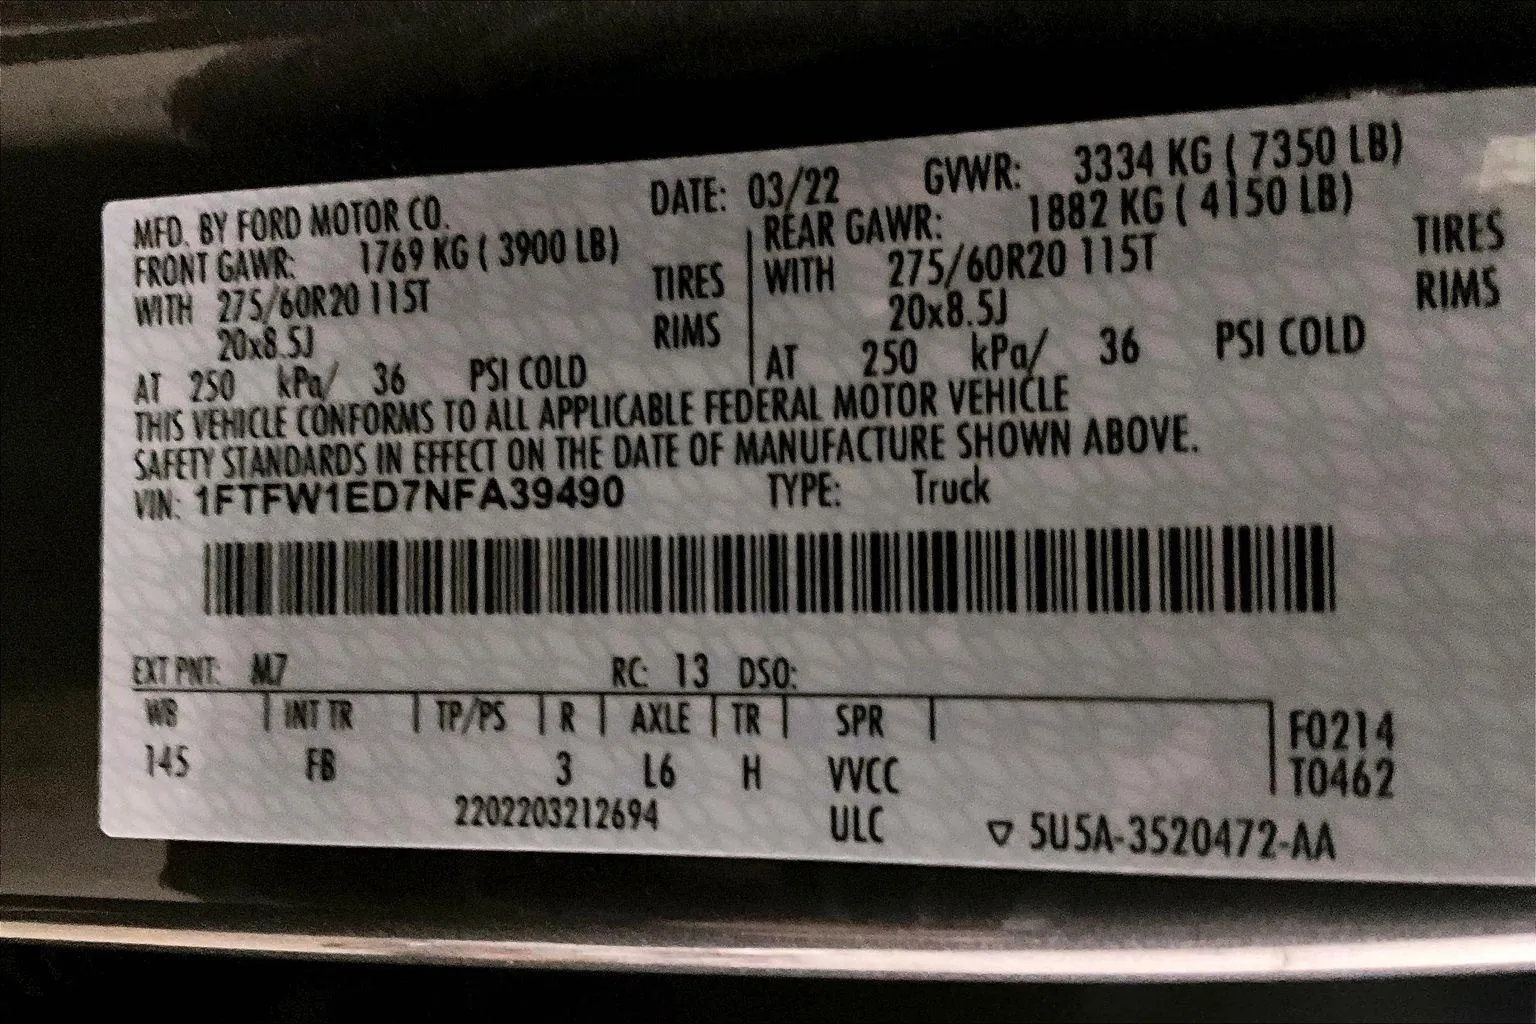 MFD. BY FORD MOTOR CO. DATE: 03/22 GVWR: 3334 KG ( 7350 LB)
FRONT GAWR: 1769 KG ( 3900 LB) REAR GAWR: 1882 KG ( 4150 LB)
WITH 275/60R20 115T TIRES WITH 275/60R20 115T TIRES
20x8.5J RIMS 20x8.5J RIMS
AT 250 kPa/ 36 PSI COLD AT 250 kPa/ 36 PSI COLD
THIS VEHICLE CONFORMS TO ALL APPLICABLE FEDERAL MOTOR VEHICLE
SAFETY STANDARDS IN EFFECT ON THE DATE OF MANUFACTURE SHOWN ABOVE.
VIN: 1FTFW1ED7NFA39490 TYPE: Truck
EXT PNT: M7 RC: 13 DSO:
WB INT TR TP/PS R AXLE TR SPR F0214
145 FB 3 L6 H VVCC T0462
2202203212694 ULC ▽ 5U5A-3520472-AA